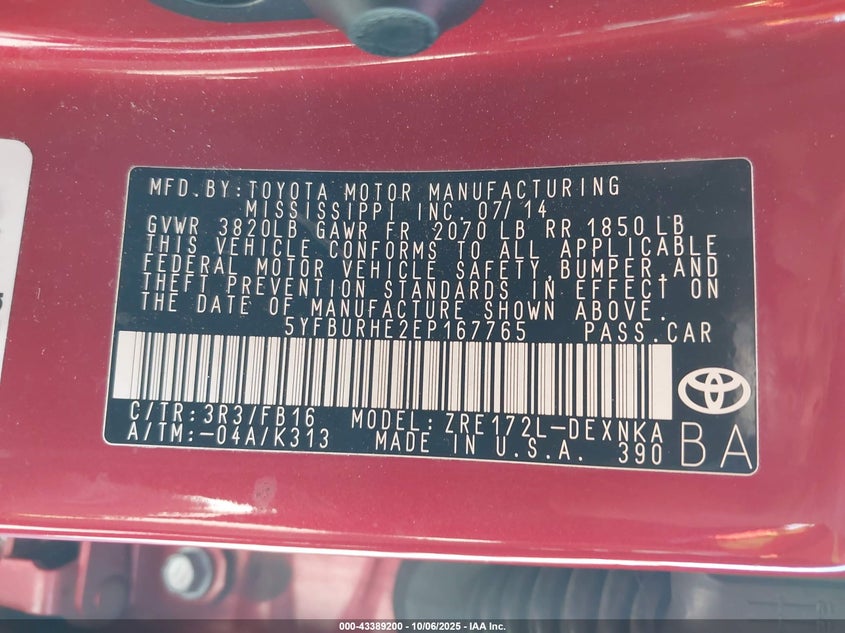 MFD.BY:TOYOTA MOTOR MANUFACTURING
MISSISSIPPI INC. 07/14
GVWR 3820LB GAWR FR 2070 LB RR 1850 LB
THIS VEHICLE CONFORMS TO ALL APPLICABLE
FEDERAL MOTOR VEHICLE SAFETY,BUMPER,AND
THEFT PREVENTION STANDARDS IN EFFECT ON
THE DATE OF MANUFACTURE SHOWN ABOVE.
5YFBURHE2EP167765 PASS.CAR
C/TR:3R3/FB16 MODEL:ZRE172L-DEXNKA
A/TM:-04A/K313 MADE IN U.S.A. 390
BA
000-43389200 - 10/06/2025 - IAA Inc.